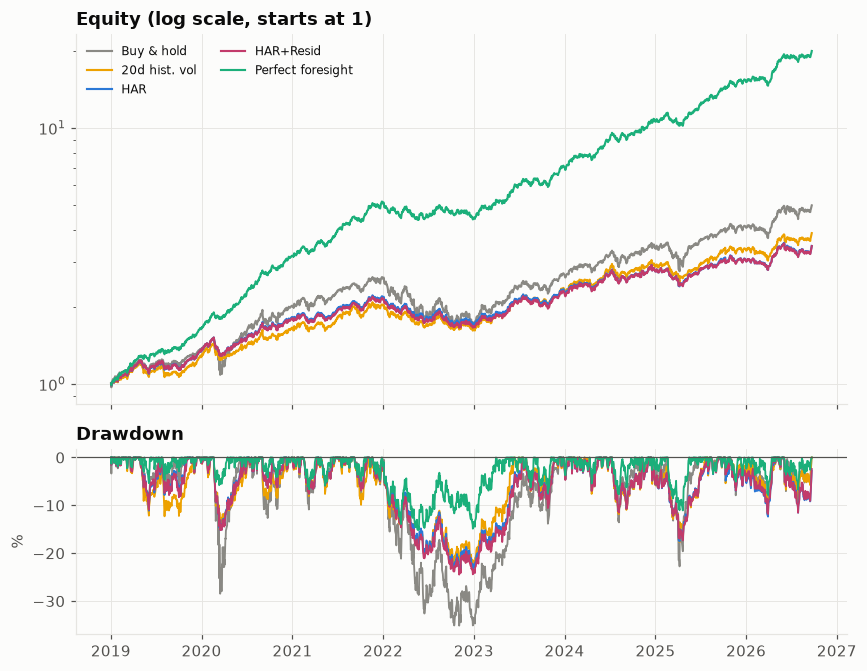 Equity (log scale, starts at 1)
Buy & hold
20d hist. vol
HAR
HAR+Resid
Perfect foresight
10¹
10⁰
Drawdown
0
−10
−20
−30
%
2019 2020 2021 2022 2023 2024 2025 2026 2027